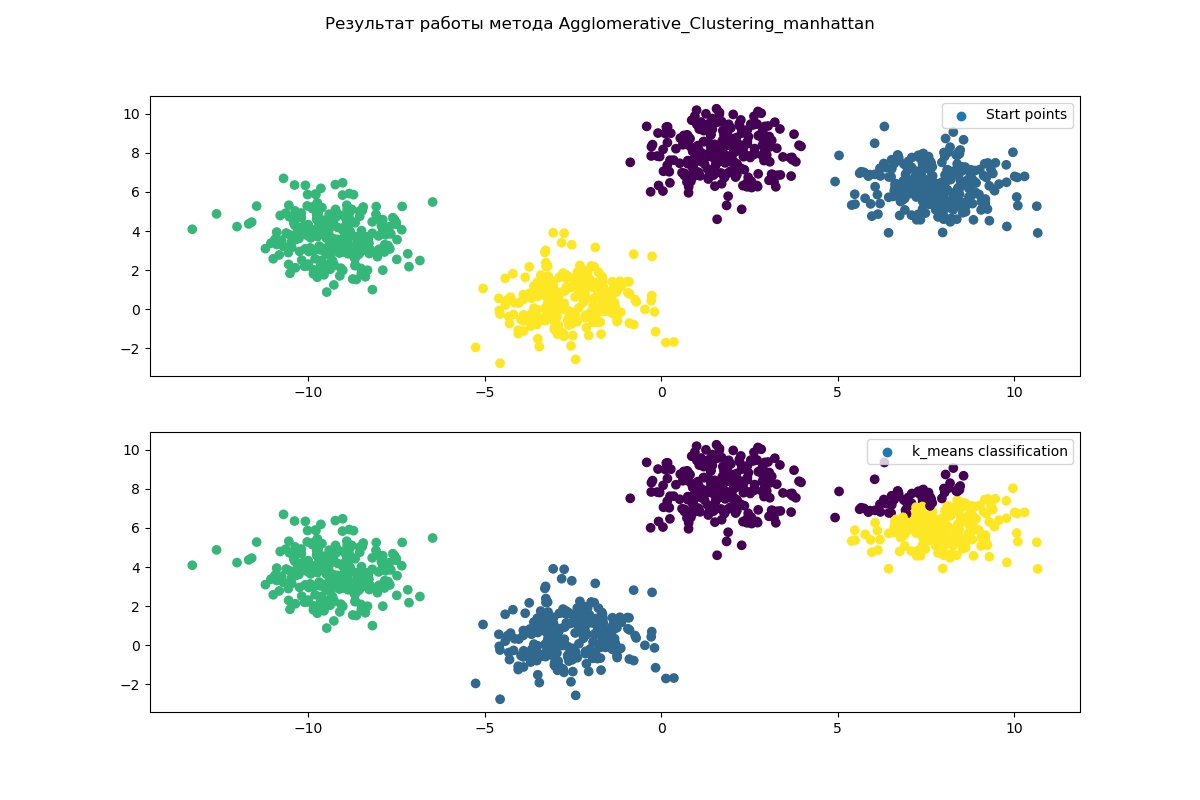 Результат работы метода Agglomerative_Clustering_manhattan
Start points
10
8
6
4
2
0
−2
−10 −5 0 5 10
k_means classification
10
8
6
4
2
0
−2
−10 −5 0 5 10